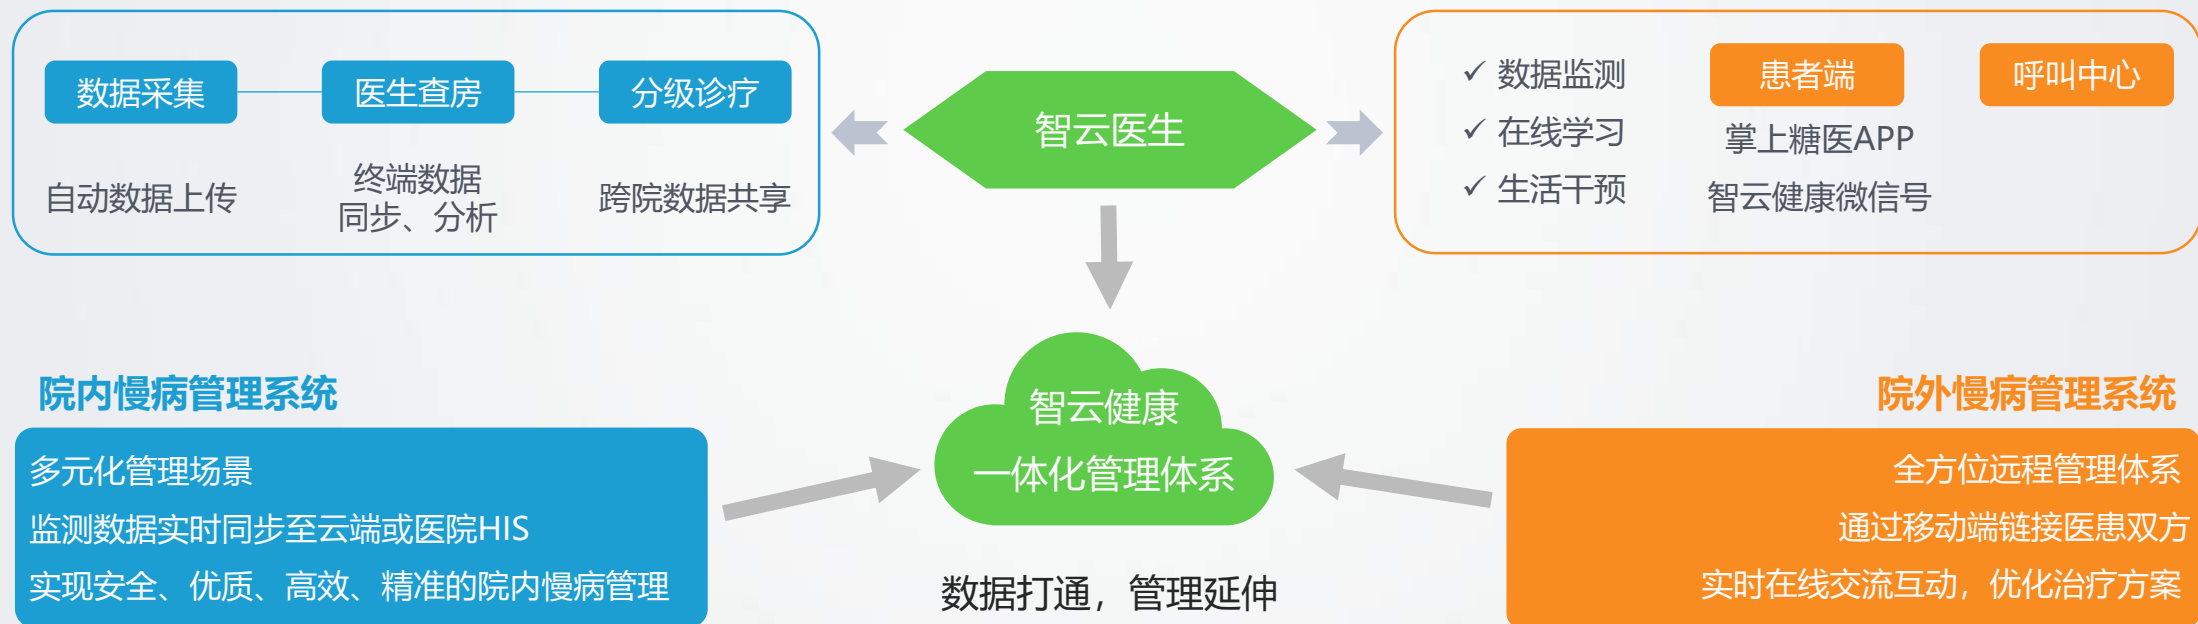 数据采集
医生查房
分级诊疗
自动数据上传
终端数据
同步、分析
跨院数据共享
智云医生
数据监测
在线学习
生活干预
患者端
呼叫中心
掌上糖医APP
智云健康微信号
院内慢病管理系统
多元化管理场景
监测数据实时同步至云端或医院HIS
实现安全、优质、高效、精准的院内慢病管理
智云健康
一体化管理体系
数据打通，管理延伸
院外慢病管理系统
全方位远程管理体系
通过移动端链接医患双方
实时在线交流互动，优化治疗方案